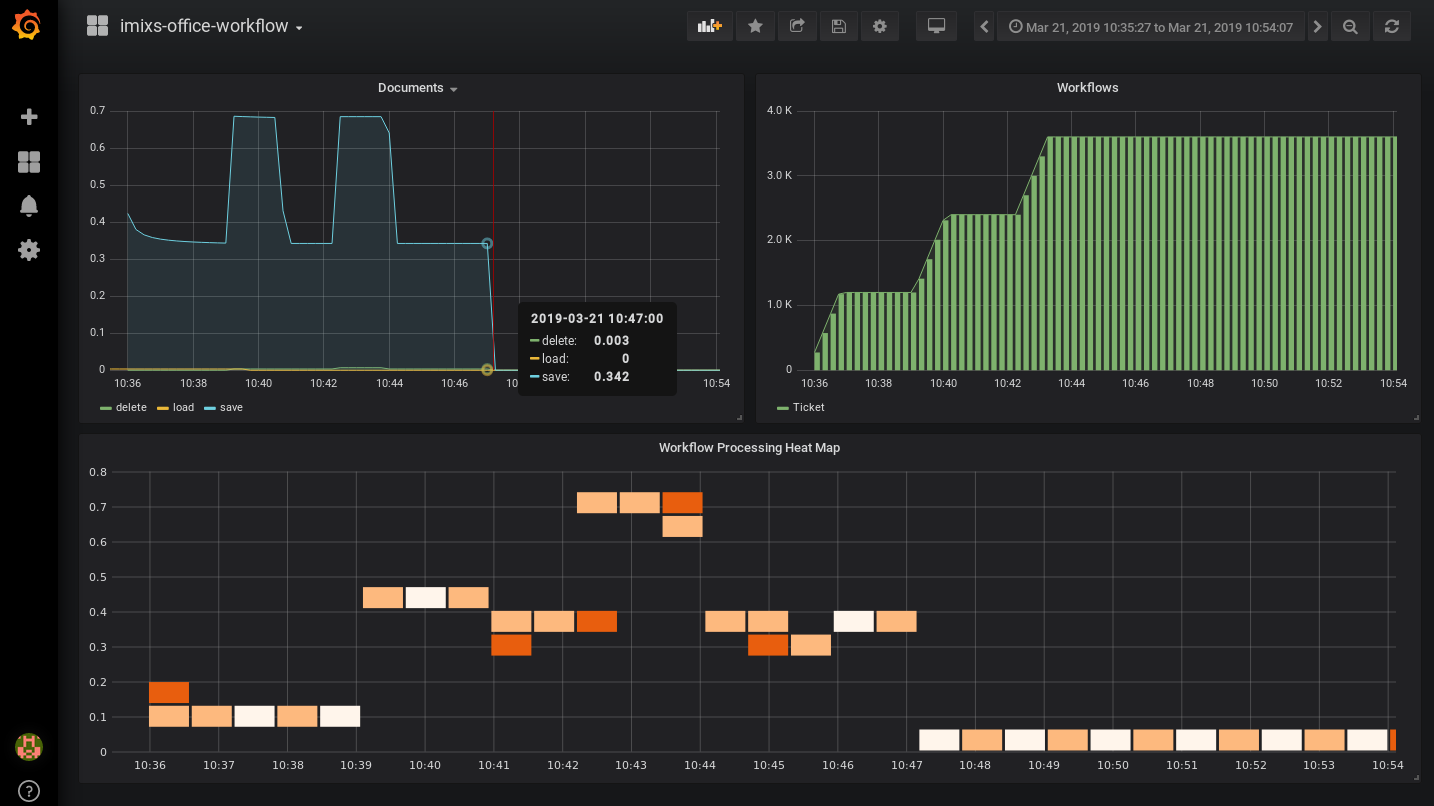 imixs-office-workflow
Mar 21, 2019 10:35:27 to Mar 21, 2019 10:54:07
Documents
0.7
0.6
0.5
0.4
0.3
0.2
0.1
0
10:36 10:38 10:40 10:42 10:44 10:46 10 10:54
2019-03-21 10:47:00
delete: 0.003
load: 0
save: 0.342
delete load save
Workflows
4.0 K
3.0 K
2.0 K
1.0 K
0
10:36 10:38 10:40 10:42 10:44 10:46 10:48 10:50 10:52 10:54
Ticket
Workflow Processing Heat Map
0.8
0.7
0.6
0.5
0.4
0.3
0.2
0.1
0
10:36 10:37 10:38 10:39 10:40 10:41 10:42 10:43 10:44 10:45 10:46 10:47 10:48 10:49 10:50 10:51 10:52 10:53 10:54